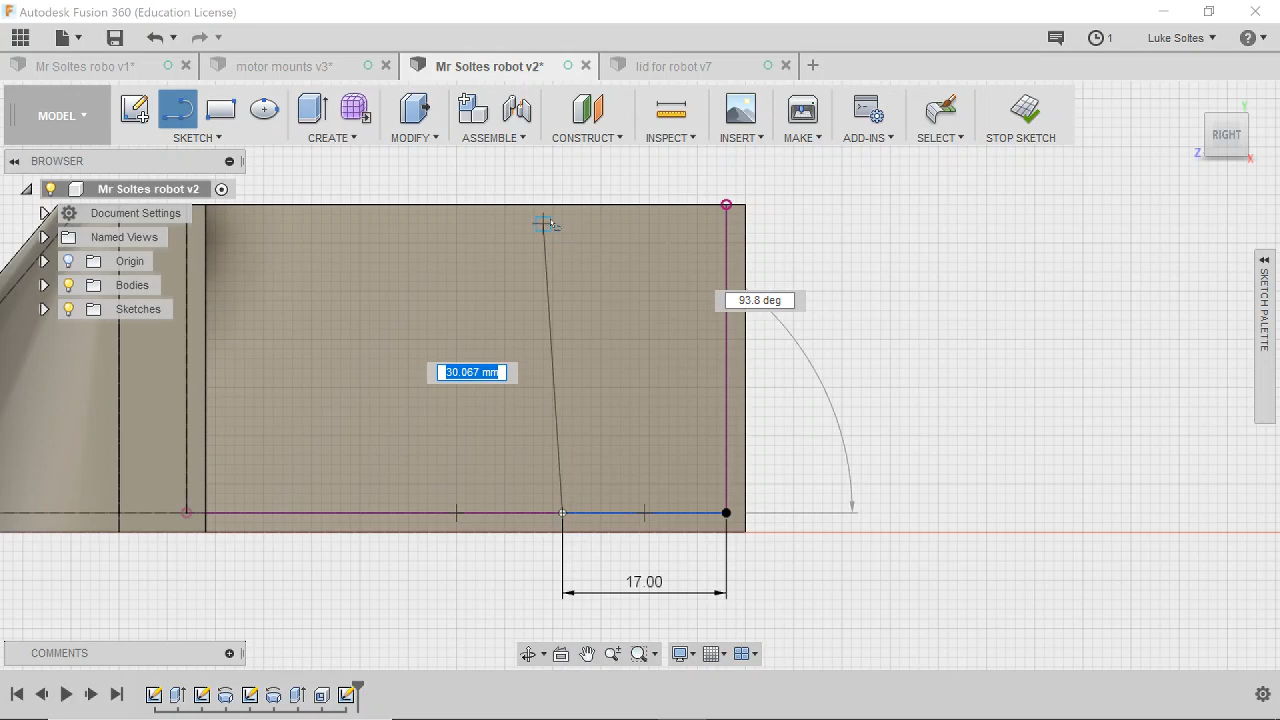 Autodesk Fusion 360 (Education License)
1 Luke Soltes
Mr Soltes robo v1* motor mounts v3* Mr Soltes robot v2* lid for robot v7
MODEL SKETCH CREATE MODIFY ASSEMBLE CONSTRUCT INSPECT INSERT MAKE ADD-INS SELECT STOP SKETCH
BROWSER
Mr Soltes robot v2
Document Settings
Named Views
Origin
Bodies
Sketches
Y
RIGHT
Z X
SKETCH PALETTE
93.8 deg
30.067 mm
17.00
COMMENTS